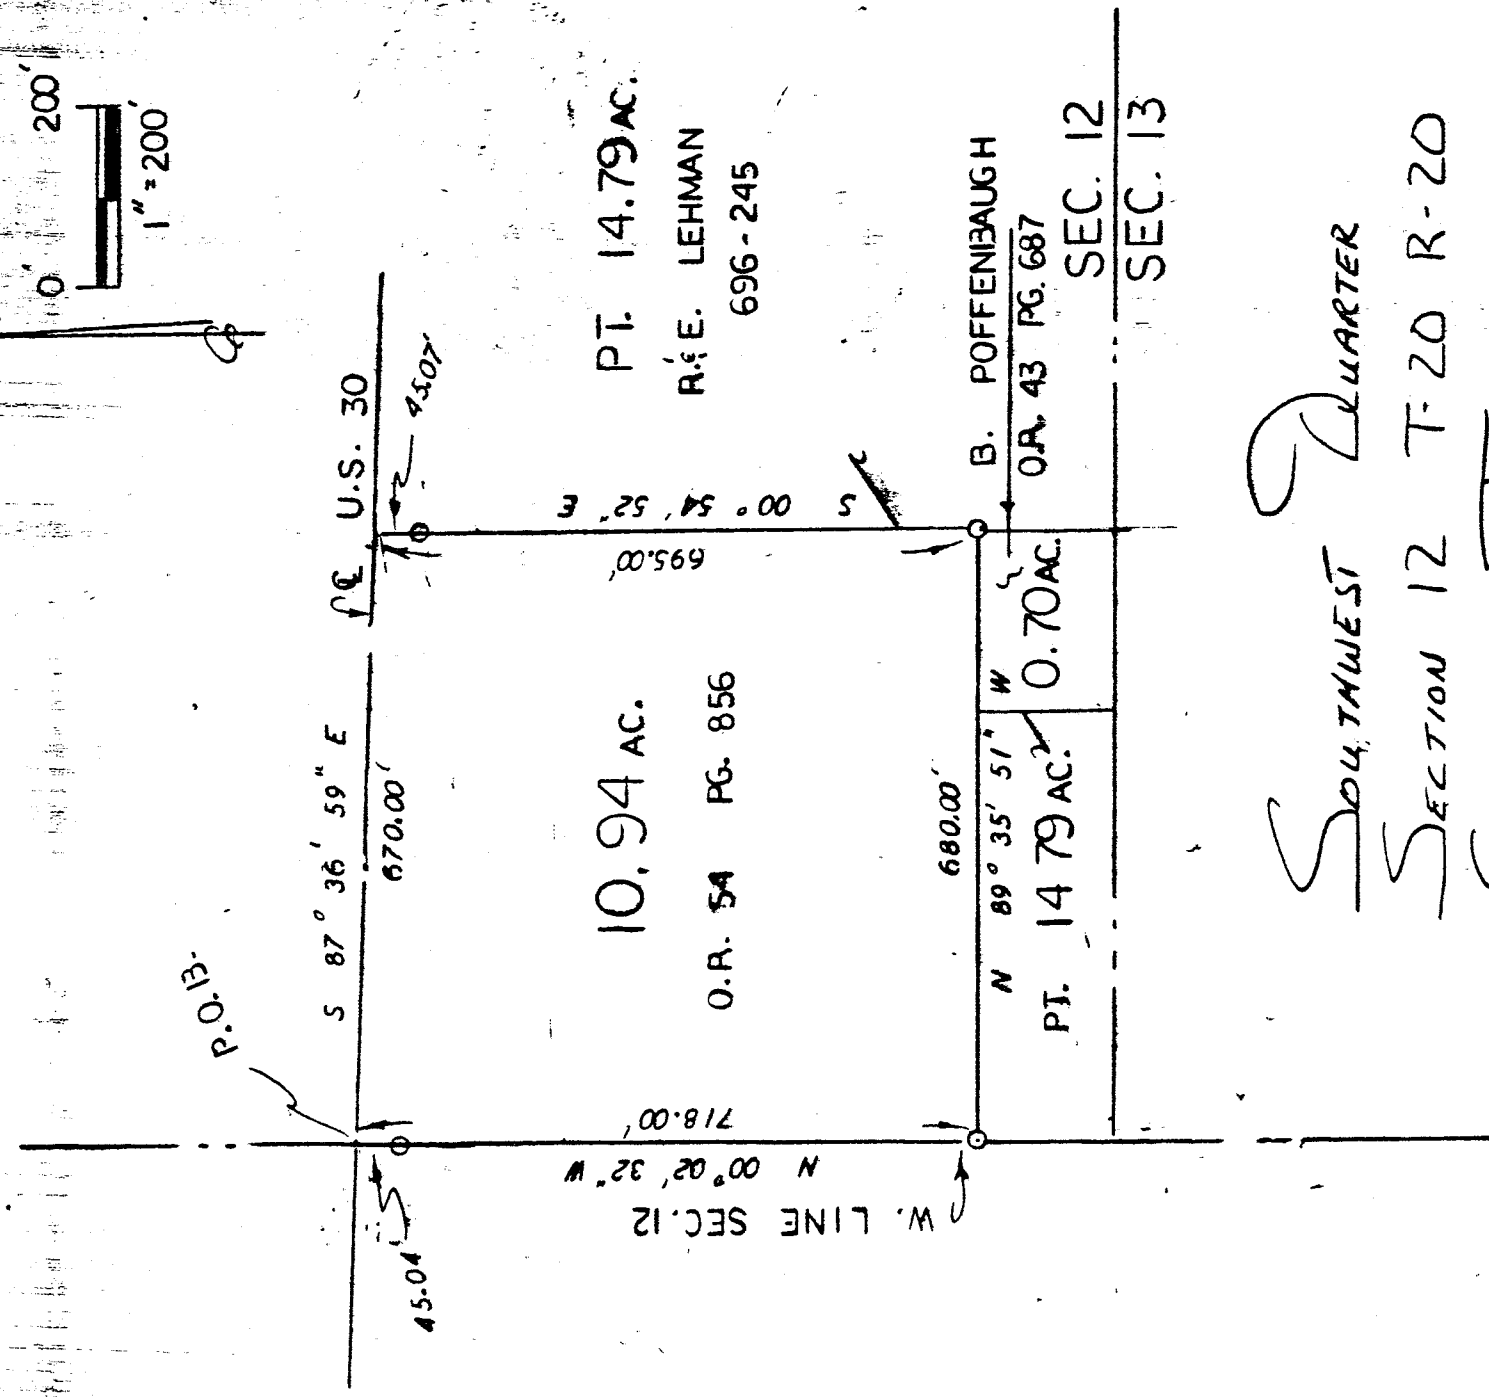 0' 200'
1" = 200'
P.O.B.
S 87° 36' 59" E
U.S. 30
670.00'
45.04'
45.07'
W. LINE SEC. 12
N 00° 02' 32" W
718.00'
10.94 AC.
O.R. 54 PG. 856
695.00'
S 00° 54' 52" E
PT. 14.79 AC.
R. & E. LEHMAN
696-245
680.00'
N 89° 35' 51" W
PT. 14 79 AC.
0.70 AC.
B. POFFENBAUGH
O.R. 43 PG. 687
SEC. 12
SEC. 13
SOUTHWEST QUARTER
SECTION 12 T-20 R-20